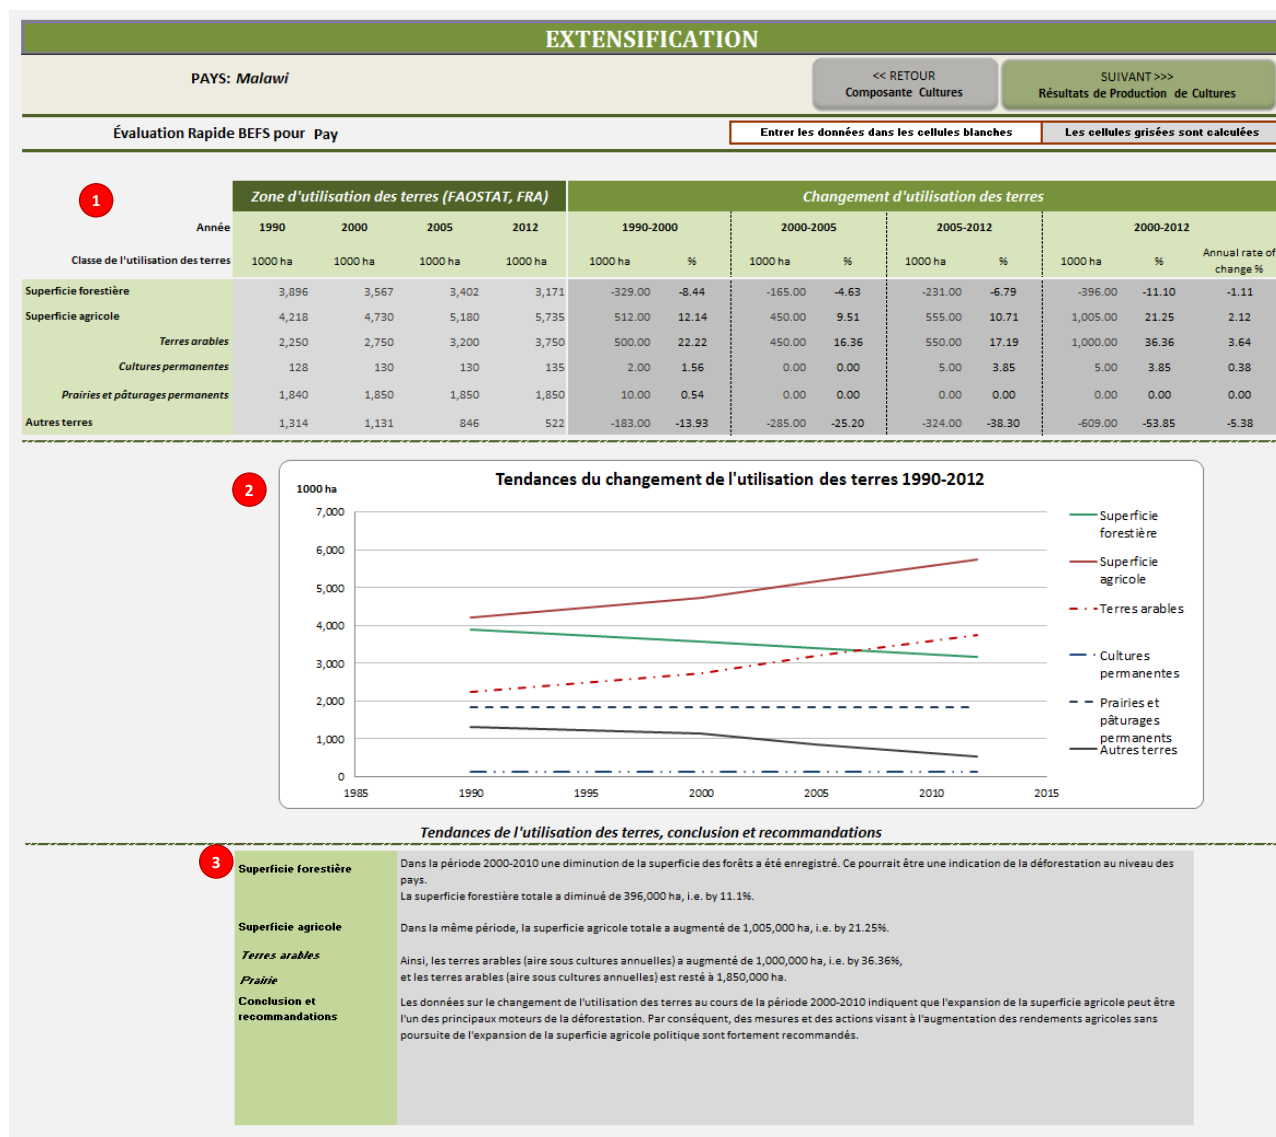 EXTENSIFICATION
PAYS: Malawi
<< RETOUR
Composante Cultures
SUIVANT >>>
Résultats de Production de Cultures
Évaluation Rapide BEFS pour Pay
Entrer les données dans les cellules blanches
Les cellules grisées sont calculées
1
Zone d'utilisation des terres (FAOSTAT, FRA)
Changement d'utilisation des terres
Année 1990 2000 2005 2012 1990-2000 2000-2005 2005-2012 2000-2012
Classe de l'utilisation des terres 1000 ha 1000 ha 1000 ha 1000 ha 1000 ha % 1000 ha % 1000 ha % 1000 ha % Annual rate of
change %
Superficie forestière 3,896 3,567 3,402 3,171 -329.00 -8.44 -165.00 -4.63 -231.00 -6.79 -396.00 -11.10 -1.11
Superficie agricole 4,218 4,730 5,180 5,735 512.00 12.14 450.00 9.51 555.00 10.71 1,005.00 21.25 2.12
Terres arables 2,250 2,750 3,200 3,750 500.00 22.22 450.00 16.36 550.00 17.19 1,000.00 36.36 3.64
Cultures permanentes 128 130 130 135 2.00 1.56 0.00 0.00 5.00 3.85 5.00 3.85 0.38
Prairies et pâturages permanents 1,840 1,850 1,850 1,850 10.00 0.54 0.00 0.00 0.00 0.00 0.00 0.00 0.00
Autres terres 1,314 1,131 846 522 -183.00 -13.93 -285.00 -25.20 -324.00 -38.30 -609.00 -53.85 -5.38
2
Tendances du changement de l'utilisation des terres 1990-2012
1000 ha
7,000
6,000
5,000
4,000
3,000
2,000
1,000
0
1985 1990 1995 2000 2005 2010 2015
Superficie
forestière
Superficie
agricole
Terres arables
Cultures
permanentes
Prairies et
pâturages
permanents
Autres terres
Tendances de l'utilisation des terres, conclusion et recommandations
3
Superficie forestière
Dans la période 2000-2010 une diminution de la superficie des forêts a été enregistré. Ce pourrait être une indication de la déforestation au niveau des
pays.
La superficie forestière totale a diminué de 396,000 ha, i.e. by 11.1%.
Superficie agricole
Dans la même période, la superficie agricole totale a augmenté de 1,005,000 ha, i.e. by 21.25%.
Terres arables
Ainsi, les terres arables (aire sous cultures annuelles) a augmenté de 1,000,000 ha, i.e. by 36.36%,
Prairie
et les terres arables (aire sous cultures annuelles) est resté à 1,850,000 ha.
Conclusion et
recommandations
Les données sur le changement de l'utilisation des terres au cours de la période 2000-2010 indiquent que l'expansion de la superficie agricole peut être
l'un des principaux moteurs de la déforestation. Par conséquent, des mesures et des actions visant à l'augmentation des rendements agricoles sans
poursuite de l'expansion de la superficie agricole politique sont fortement recommandés.